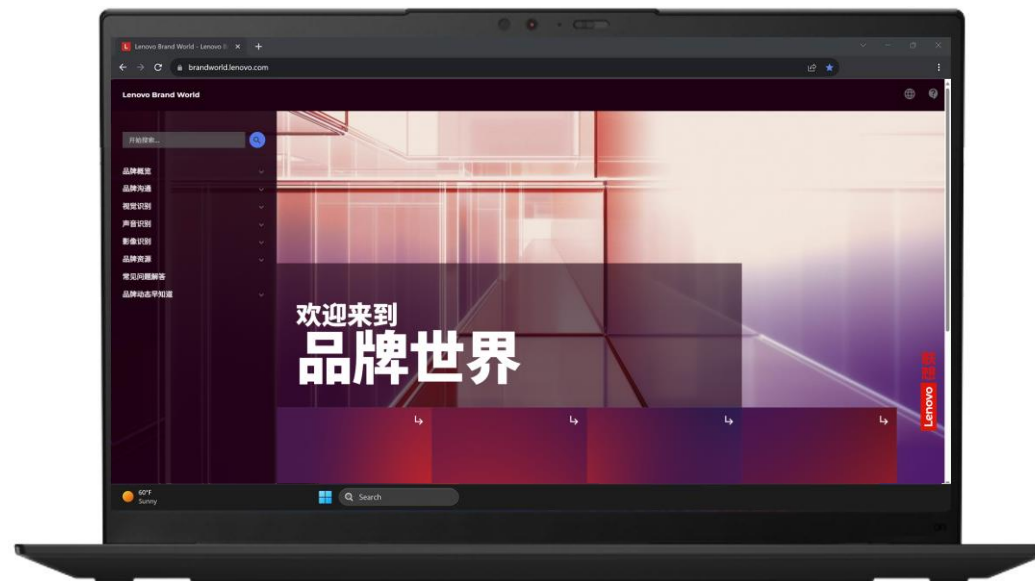 Lenovo Brand World - Lenovo B
brandworld.lenovo.com
Lenovo Brand World
开始搜索...
品牌概览
品牌沟通
视觉识别
声音识别
影像识别
品牌资源
常见问题解答
品牌动态早知道
欢迎来到
品牌世界
Lenovo 联想
60°F
Sunny
Search